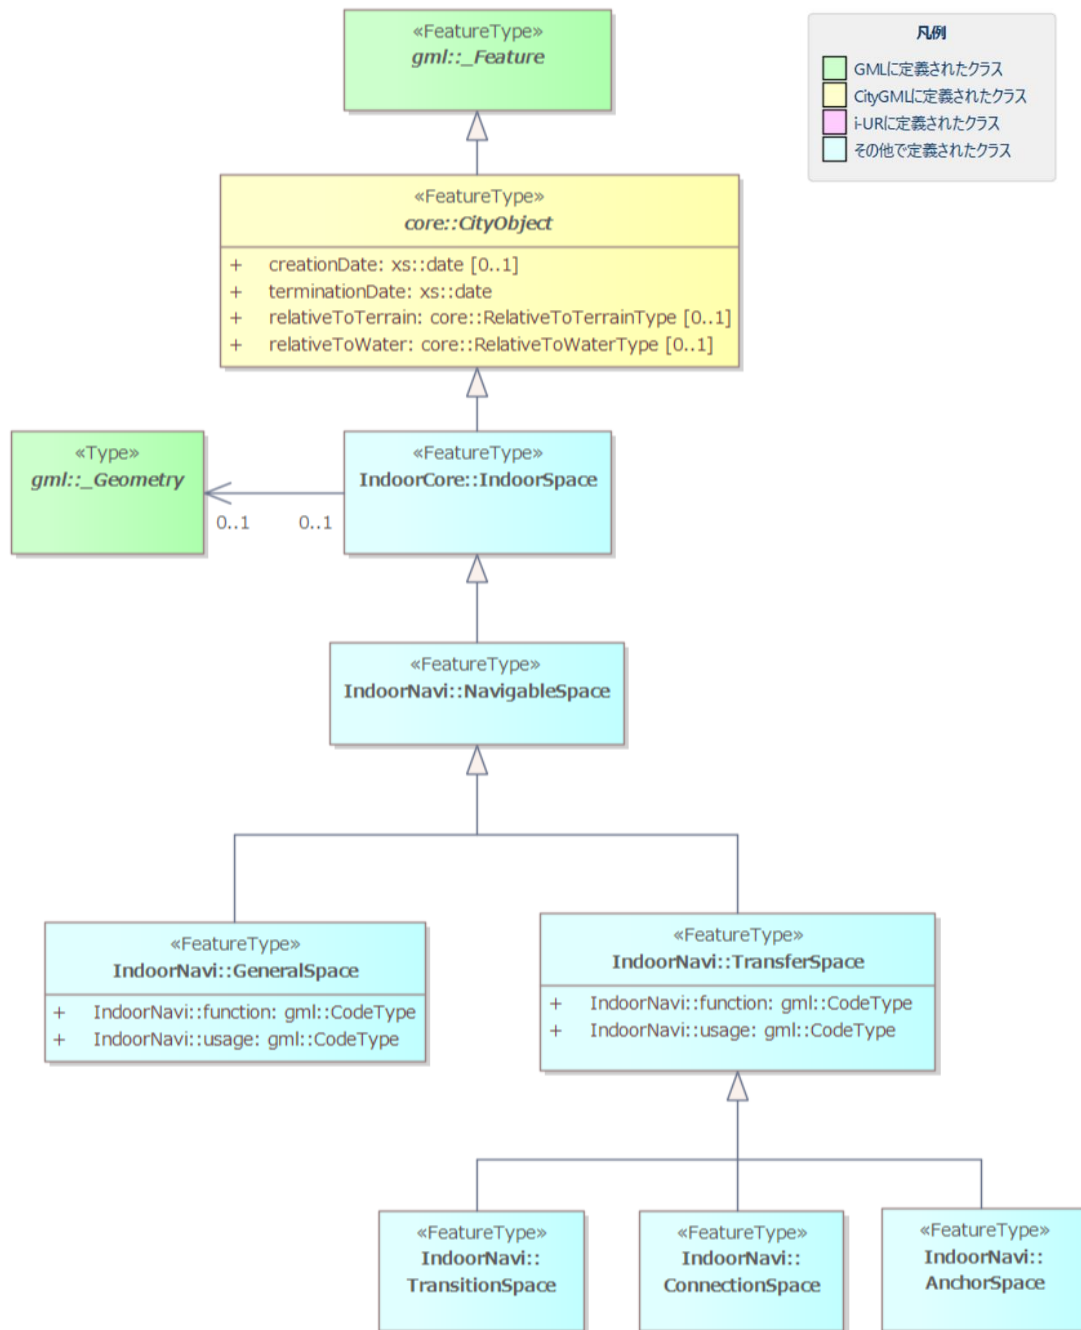 «FeatureType»
gml::_Feature
凡例
GMLに定義されたクラス
CityGMLに定義されたクラス
i-URに定義されたクラス
その他で定義されたクラス
«FeatureType»
core::CityObject
+ creationDate: xs::date [0..1]
+ terminationDate: xs::date
+ relativeToTerrain: core::RelativeToTerrainType [0..1]
+ relativeToWater: core::RelativeToWaterType [0..1]
«Type»
gml::_Geometry
0..1 0..1
«FeatureType»
IndoorCore::IndoorSpace
«FeatureType»
IndoorNavi::NavigableSpace
«FeatureType»
IndoorNavi::GeneralSpace
+ IndoorNavi::function: gml::CodeType
+ IndoorNavi::usage: gml::CodeType
«FeatureType»
IndoorNavi::TransferSpace
+ IndoorNavi::function: gml::CodeType
+ IndoorNavi::usage: gml::CodeType
«FeatureType»
IndoorNavi::
TransitionSpace
«FeatureType»
IndoorNavi::
ConnectionSpace
«FeatureType»
IndoorNavi::
AnchorSpace